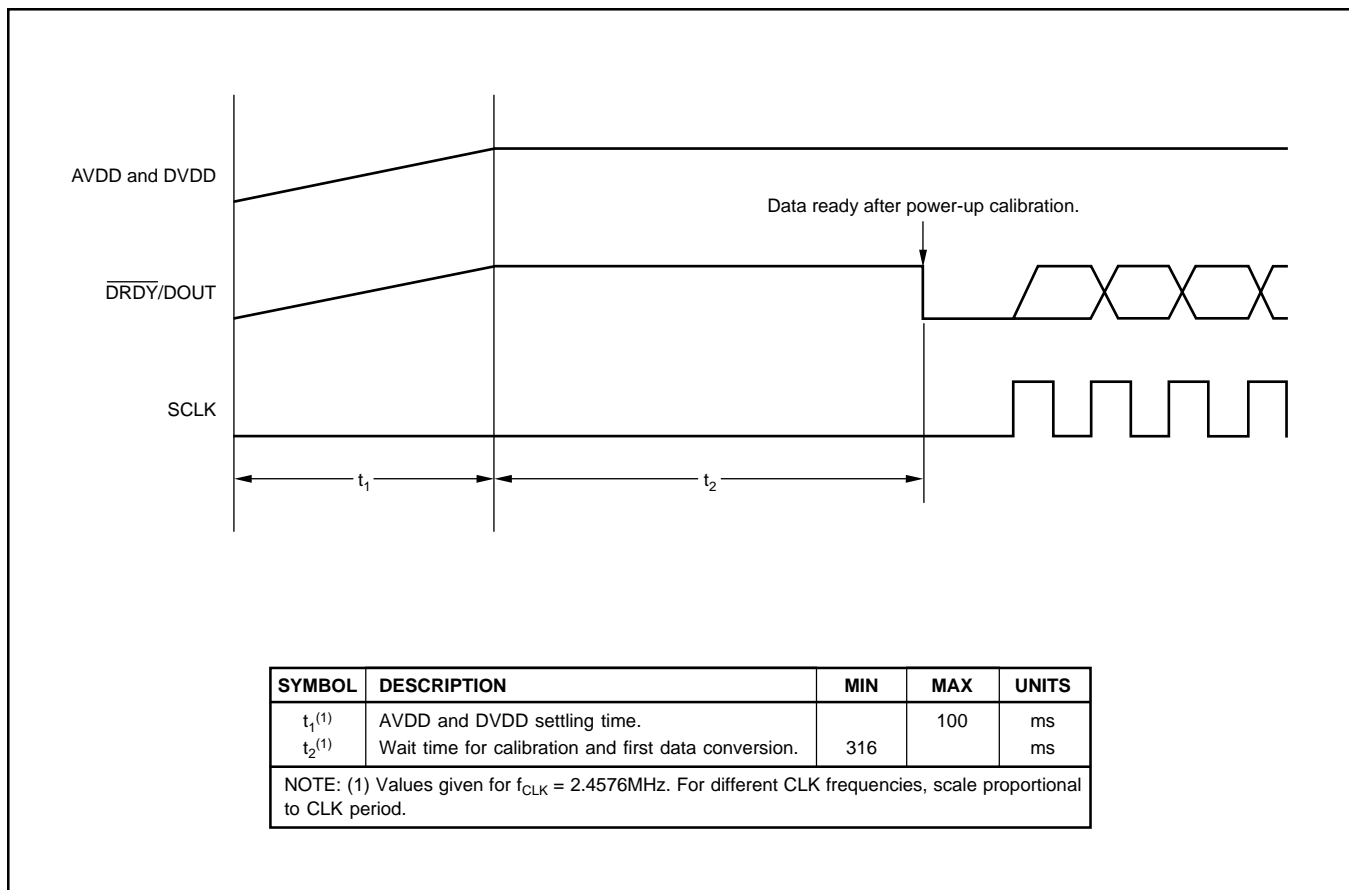 AVDD and DVDD
Data ready after power-up calibration.
DRDY/DOUT
SCLK
t1
t2
SYMBOL DESCRIPTION MIN MAX UNITS
t1(1) AVDD and DVDD settling time. 100 ms
t2(1) Wait time for calibration and first data conversion. 316 ms
NOTE: (1) Values given for fCLK = 2.4576MHz. For different CLK frequencies, scale proportional
to CLK period.